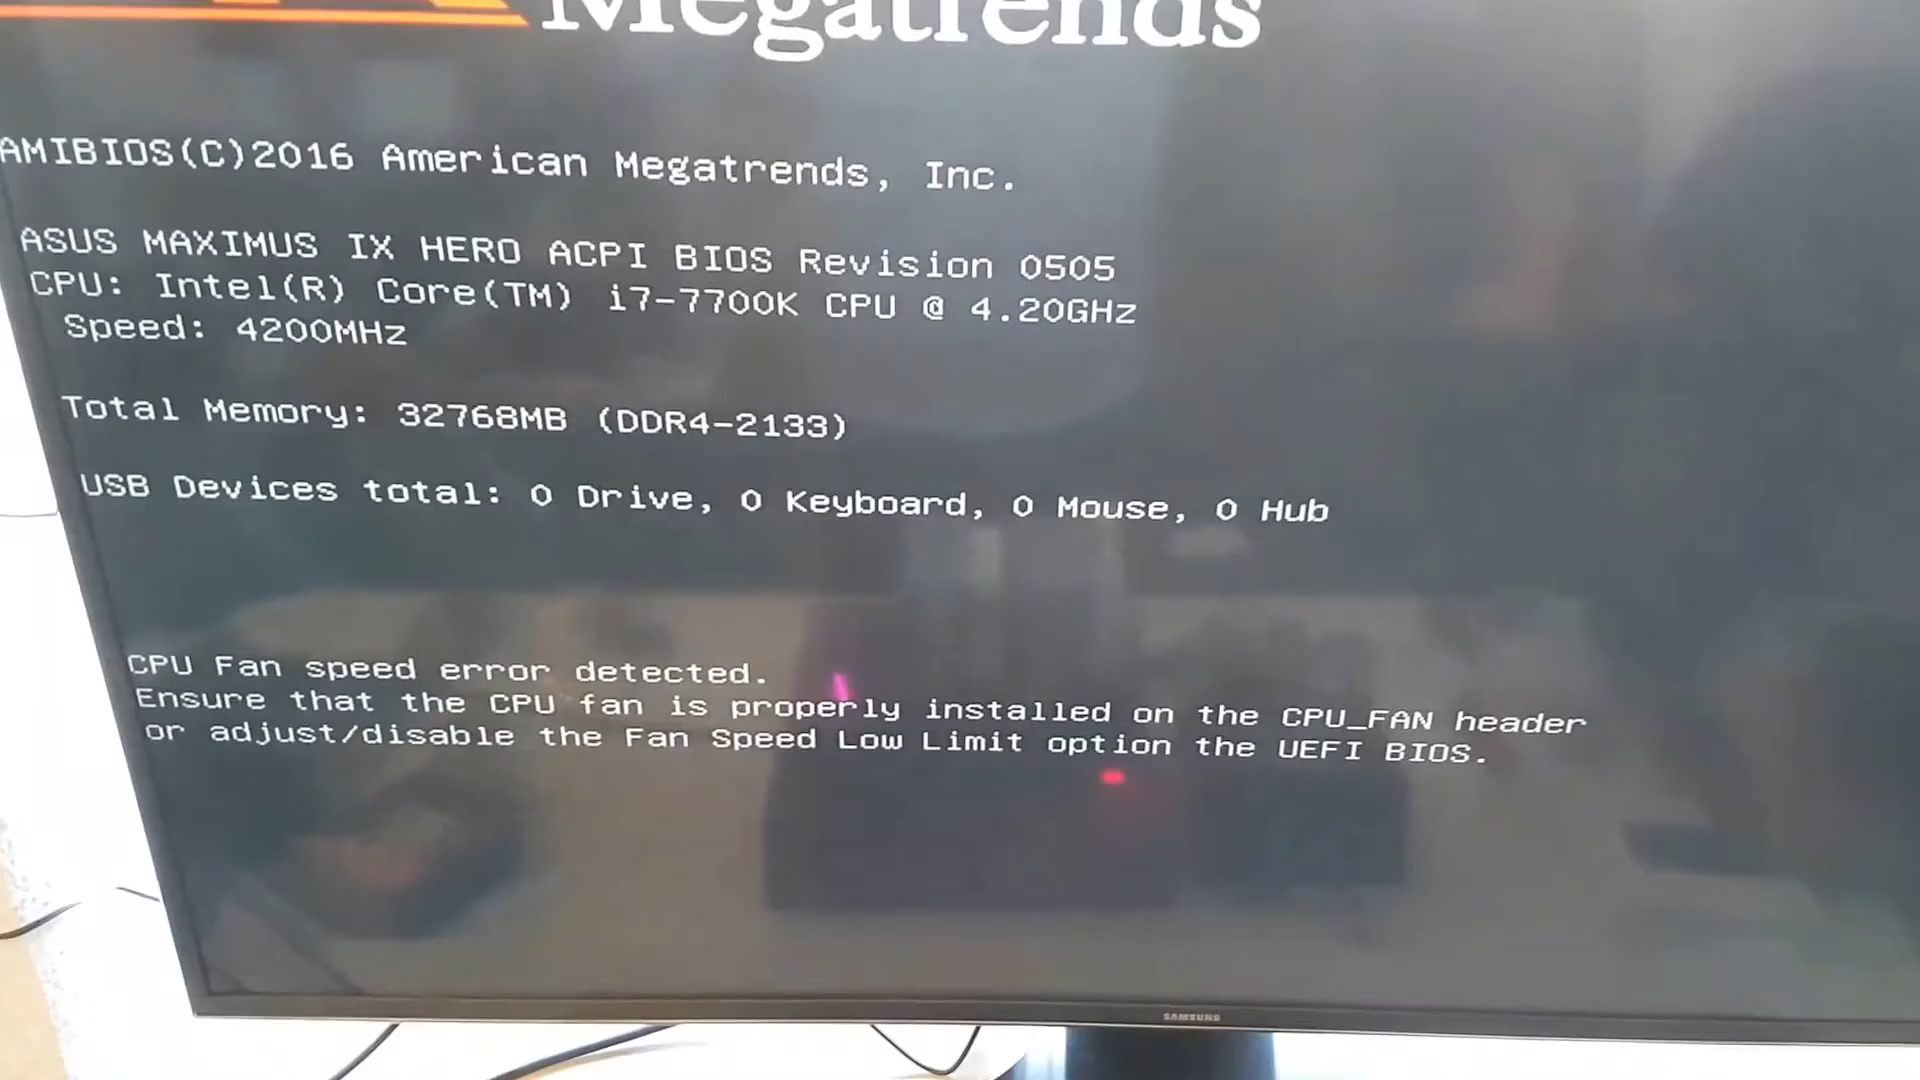 Megatrends
AMIBIOS(C)2016 American Megatrends, Inc.
ASUS MAXIMUS IX HERO ACPI BIOS Revision 0505
CPU: Intel(R) Core(TM) i7-7700K CPU @ 4.20GHz
Speed: 4200MHz
Total Memory: 32768MB (DDR4-2133)
USB Devices total: 0 Drive, 0 Keyboard, 0 Mouse, 0 Hub
CPU Fan speed error detected.
Ensure that the CPU fan is properly installed on the CPU_FAN header
or adjust/disable the Fan Speed Low Limit option the UEFI BIOS.
SAMSUNG